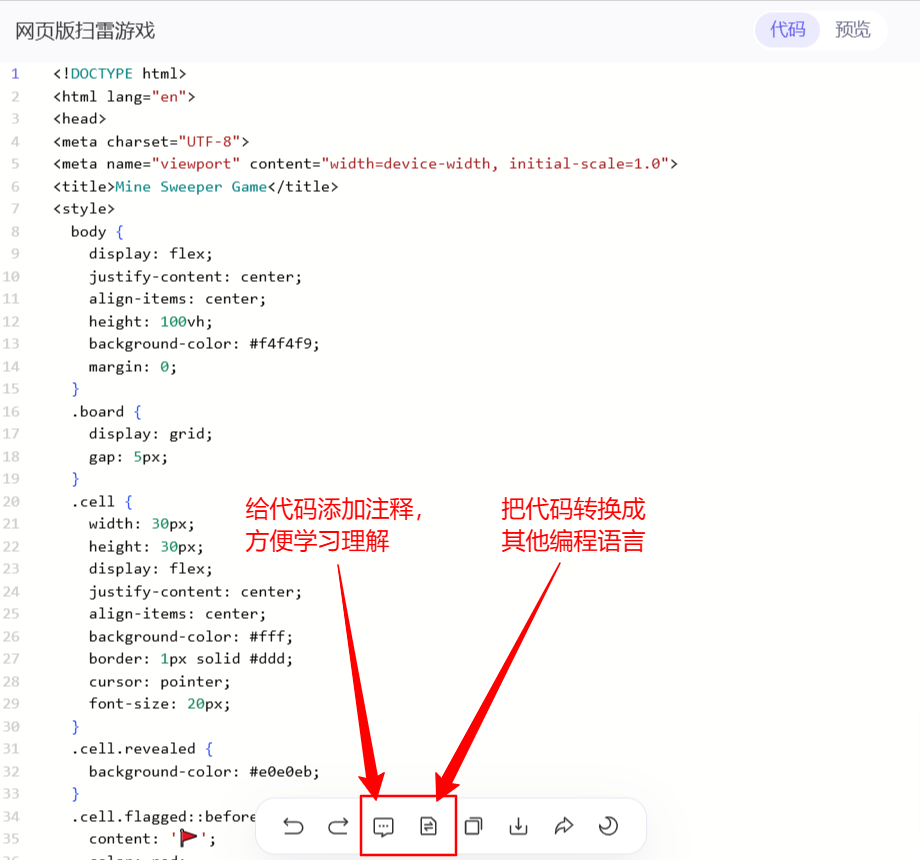 网页版扫雷游戏
代码 预览
1 <!DOCTYPE html>
2 <html lang="en">
3 <head>
4 <meta charset="UTF-8">
5 <meta name="viewport" content="width=device-width, initial-scale=1.0">
6 <title>Mine Sweeper Game</title>
7 <style>
8 body {
9 display: flex;
10 justify-content: center;
11 align-items: center;
12 height: 100vh;
13 background-color: #f4f4f9;
14 margin: 0;
15 }
16 .board {
17 display: grid;
18 gap: 5px;
19 }
20 .cell {
21 width: 30px;
22 height: 30px;
23 display: flex;
24 justify-content: center;
25 align-items: center;
26 background-color: #fff;
27 border: 1px solid #ddd;
28 cursor: pointer;
29 font-size: 20px;
30 }
31 .cell.revealed {
32 background-color: #e0e0eb;
33 }
34 .cell.flagged::before
35 content: '🚩';
给代码添加注释，
方便学习理解
把代码转换成
其他编程语言